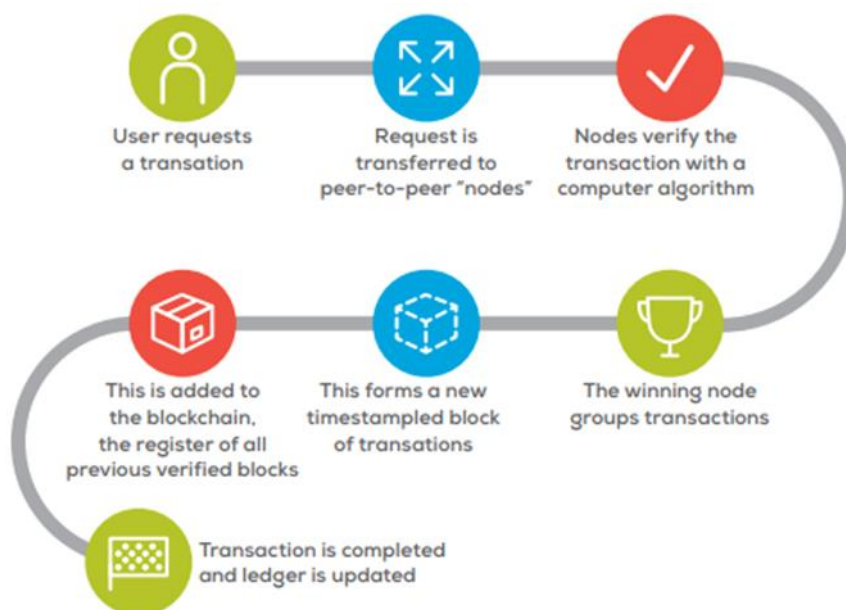 User requests
a transation
Request is
transferred to
peer-to-peer “nodes”
Nodes verify the
transaction with a
computer algorithm
The winning node
groups transactions
This forms a new
timestamped block
of transations
This is added to
the blockchain,
the register of all
previous verified blocks
Transaction is completed
and ledger is updated